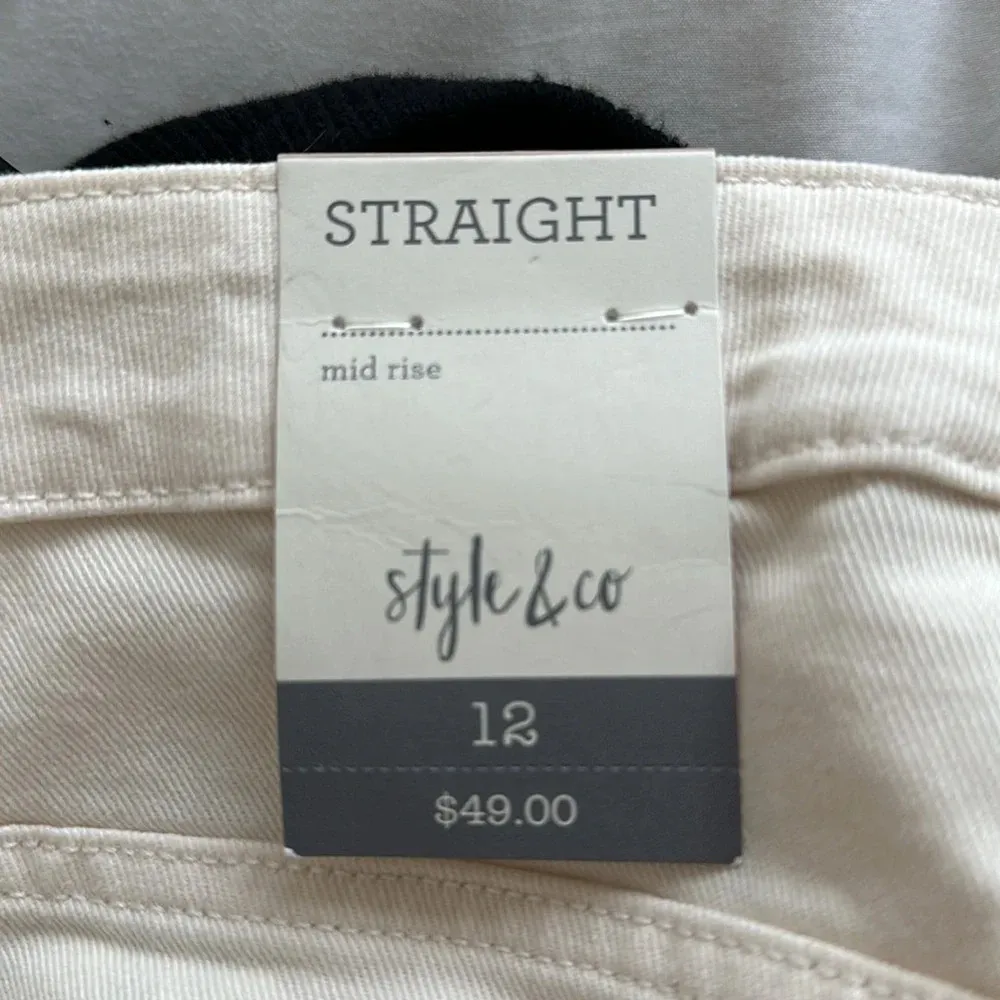 STRAIGHT
mid rise
style & co
12
$49.00